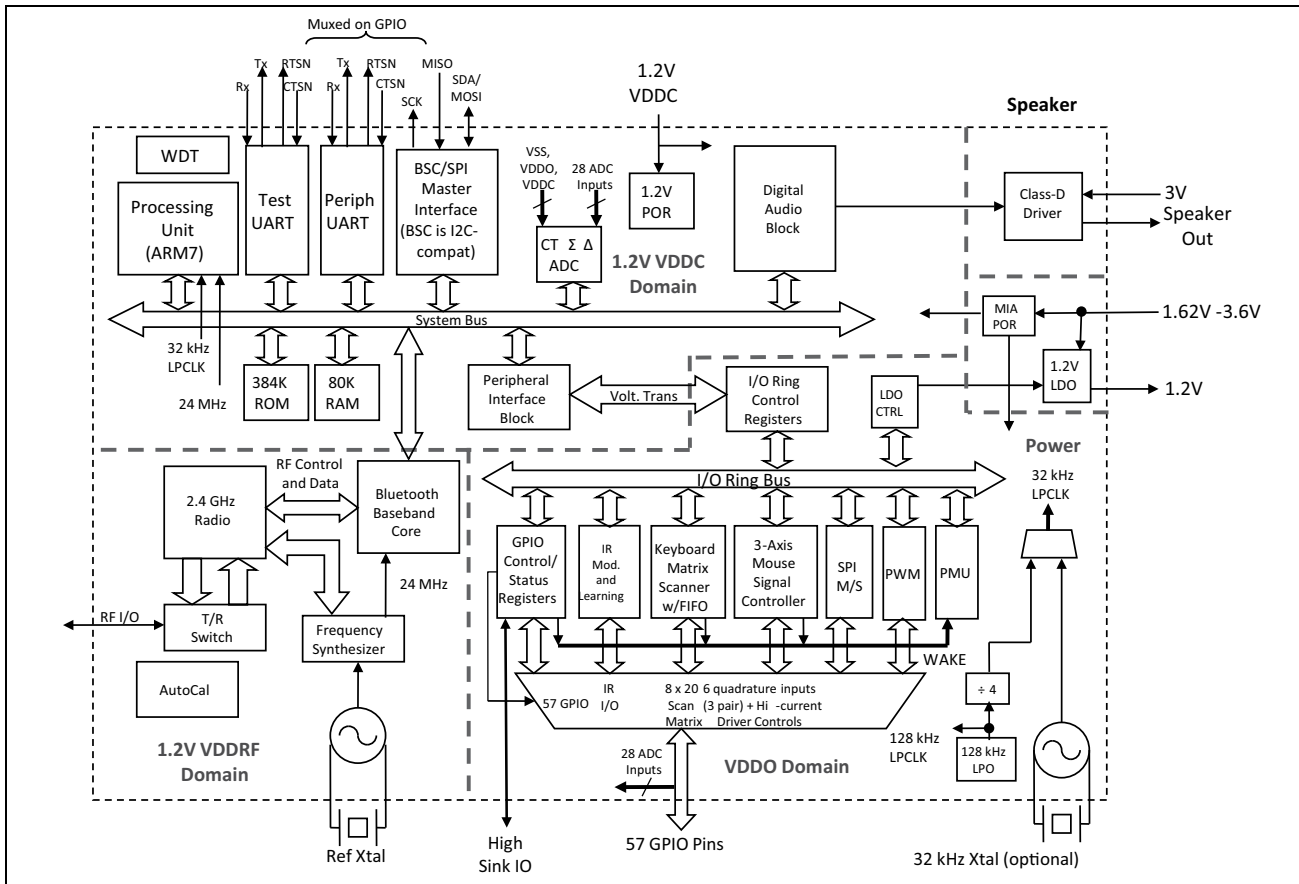 Muxed on GPIO
Tx
RTSN
Tx
RTSN
MISO
Rx
CTSN
Rx
CTSN
SCK
SDA/
MOSI
1.2V
VDDC
Speaker
WDT
Processing
Unit
(ARM7)
Test
UART
Periph
UART
BSC/SPI
Master
Interface
(BSC is I2C-
compat)
VSS,
VDDO,
VDDC
28 ADC
Inputs
CT Σ Δ
ADC
1.2V
POR
1.2V VDDC
Domain
Digital
Audio
Block
Class-D
Driver
3V
Speaker
Out
System Bus
MIA
POR
1.62V -3.6V
1.2V
LDO
1.2V
32 kHz
LPCLK
24 MHz
384K
ROM
80K
RAM
Peripheral
Interface
Block
Volt. Trans
I/O Ring
Control
Registers
LDO
CTRL
Power
RF Control
and Data
2.4 GHz
Radio
Bluetooth
Baseband
Core
I/O Ring Bus
32 kHz
LPCLK
GPIO
Control/
Status
Registers
IR
Mod.
and
Learning
Keyboard
Matrix
Scanner
w/FIFO
3-Axis
Mouse
Signal
Controller
SPI
M/S
PWM
PMU
24 MHz
RF I/O
T/R
Switch
Frequency
Synthesizer
WAKE
AutoCal
57 GPIO
IR
I/O
8 x 20
Scan
Matrix
6 quadrature inputs
(3 pair) + Hi -current
Driver Controls
÷ 4
128 kHz
LPCLK
128 kHz
LPO
1.2V VDDRF
Domain
28 ADC
Inputs
VDDO Domain
Ref Xtal
High
Sink IO
57 GPIO Pins
32 kHz Xtal (optional)